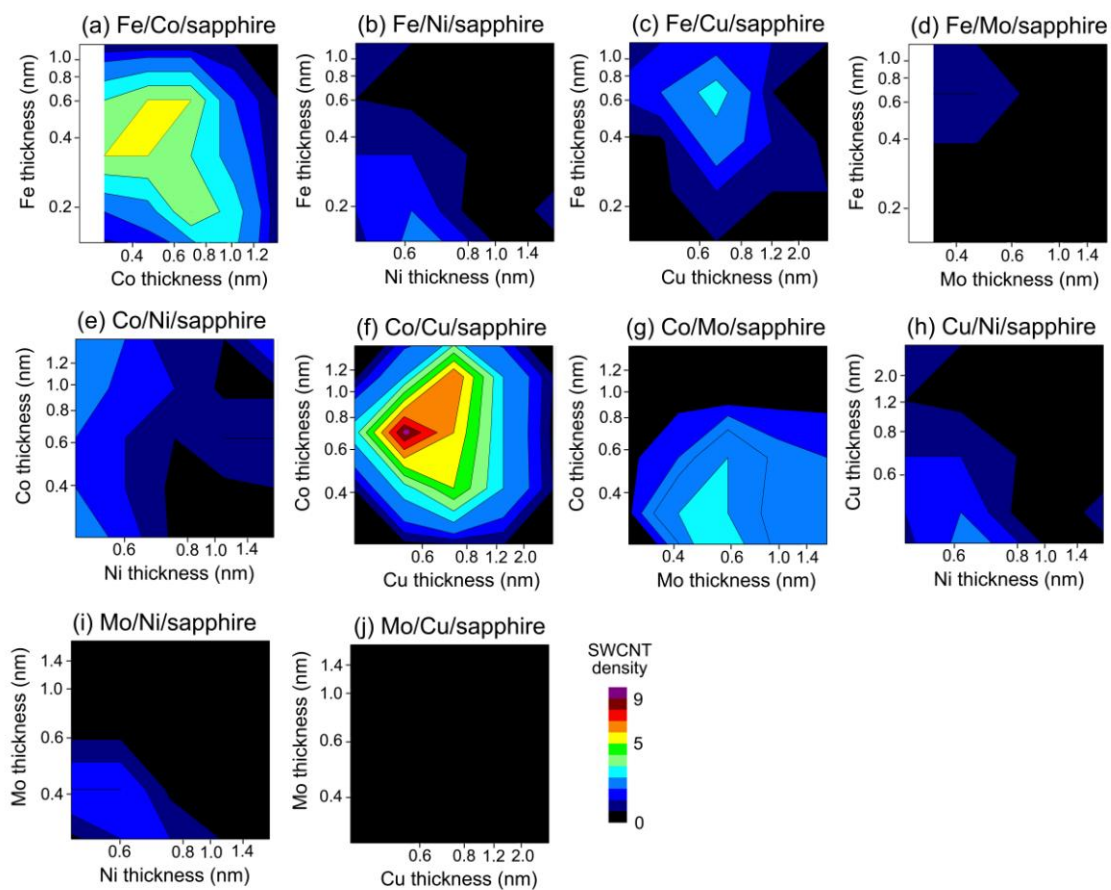 (a) Fe/Co/sapphire
(b) Fe/Ni/sapphire
(c) Fe/Cu/sapphire
(d) Fe/Mo/sapphire
Fe thickness (nm)
1.0
0.8
0.6
0.4
0.2
0.4 0.6 0.8 1.0
Co thickness (nm)
Fe thickness (nm)
1.0
0.8
0.6
0.4
0.2
0.6 0.8 1.0 1.4
Ni thickness (nm)
Fe thickness (nm)
1.0
0.8
0.6
0.4
0.2
0.6 0.8 1.2 2.0
Cu thickness (nm)
Fe thickness (nm)
1.0
0.8
0.6
0.4
0.2
0.4 0.6 1.0 1.4
Mo thickness (nm)
(e) Co/Ni/sapphire
(f) Co/Cu/sapphire
(g) Co/Mo/sapphire
(h) Cu/Ni/sapphire
Co thickness (nm)
1.2
1.0
0.8
0.6
0.4
0.6 0.8 1.0 1.4
Ni thickness (nm)
Co thickness (nm)
1.2
1.0
0.8
0.6
0.4
0.6 0.8 1.2 2.0
Cu thickness (nm)
Co thickness (nm)
1.2
1.0
0.8
0.6
0.4
0.4 0.6 1.0 1.4
Mo thickness (nm)
Cu thickness (nm)
2.0
1.2
0.8
0.6
0.6 0.8 1.0 1.4
Ni thickness (nm)
(i) Mo/Ni/sapphire
(j) Mo/Cu/sapphire
Mo thickness (nm)
1.4
1.0
0.6
0.4
0.6 0.8 1.0 1.4
Ni thickness (nm)
Mo thickness (nm)
1.4
1.0
0.6
0.4
0.6 0.8 1.2 2.0
Cu thickness (nm)
SWCNT
density
9
5
0